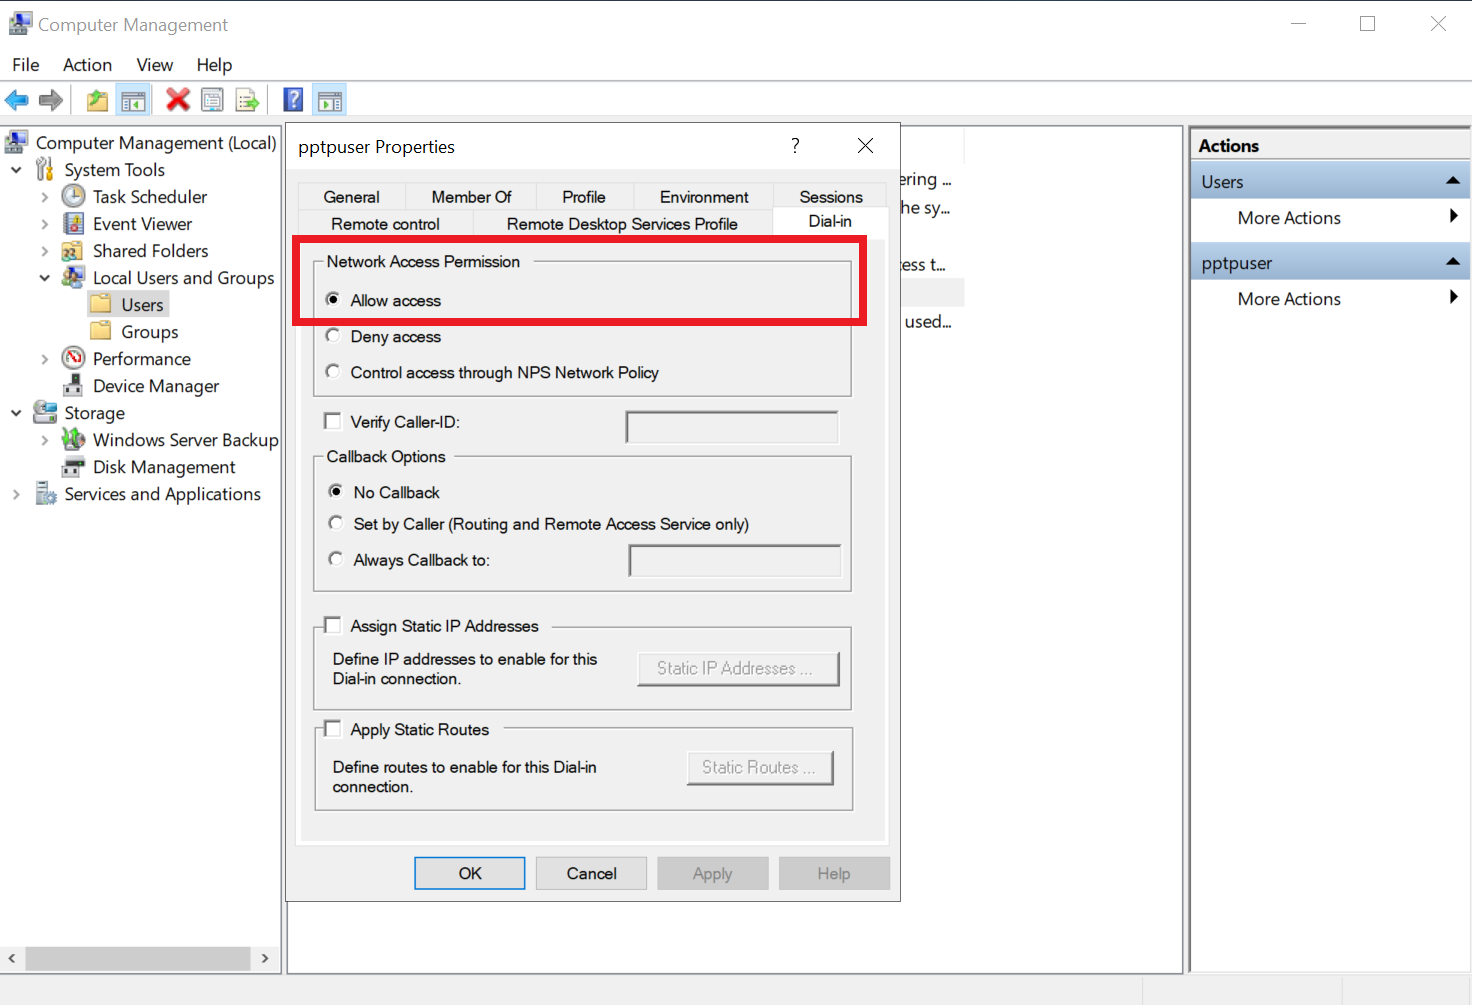 Computer Management
File Action View Help
Computer Management (Local)
System Tools
Task Scheduler
Event Viewer
Shared Folders
Local Users and Groups
Users
Groups
Performance
Device Manager
Storage
Windows Server Backup
Disk Management
Services and Applications
pptpuser Properties
General Member Of Profile Environment Sessions
Remote control Remote Desktop Services Profile Dial-in
Network Access Permission
Allow access
Deny access
Control access through NPS Network Policy
Verify Caller-ID:
Callback Options
No Callback
Set by Caller (Routing and Remote Access Service only)
Always Callback to:
Assign Static IP Addresses
Define IP addresses to enable for this
Dial-in connection.
Static IP Addresses ...
Apply Static Routes
Define routes to enable for this Dial-in
connection.
Static Routes ...
OK Cancel Apply Help
ering ...
he sy...
ess t...
used...
Actions
Users
More Actions
pptpuser
More Actions